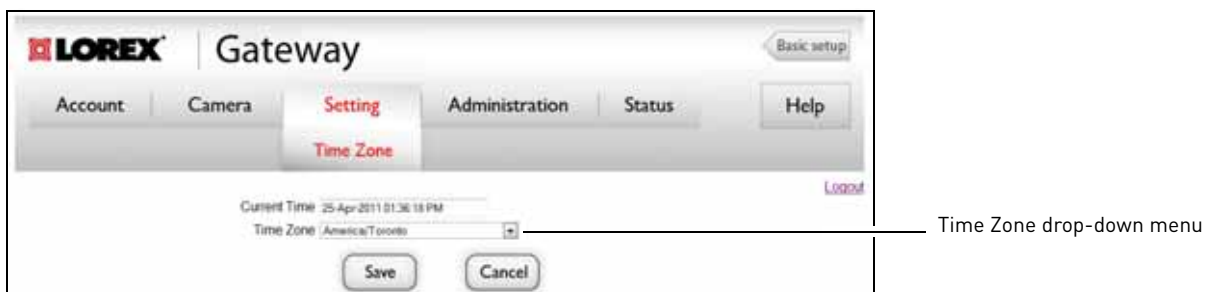 LOREX Gateway
Basic setup
Account Camera Setting Administration Status Help
Time Zone
Logout
Current Time 25-Apr-2011 01:36:18 PM
Time Zone America/Toronto
Time Zone drop-down menu
Save Cancel